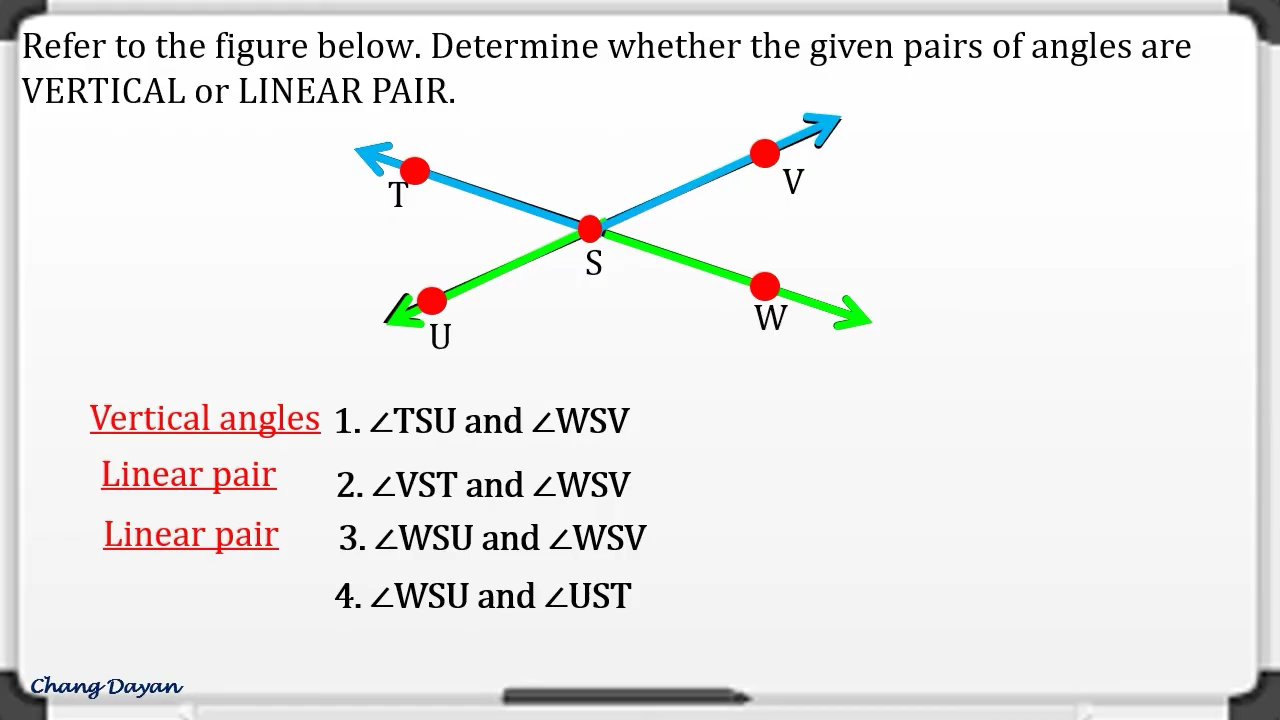 Refer to the figure below. Determine whether the given pairs of angles are
VERTICAL or LINEAR PAIR.
T
V
S
U
W
Vertical angles 1. ∠TSU and ∠WSV
Linear pair 2. ∠VST and ∠WSV
Linear pair 3. ∠WSU and ∠WSV
4. ∠WSU and ∠UST
Chang Dayan